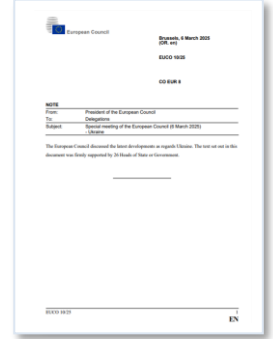 European Council
Brussels, 6 March 2025
(OR. en)
EUCO 10/25
CO EUR 8
NOTE
From: President of the European Council
To: Delegations
Subject: Special meeting of the European Council (6 March 2025)
- Ukraine
The European Council discussed the latest developments as regards Ukraine. The text set out in this
document was firmly supported by 26 Heads of State or Government.
EUCO 10/25 1
EN